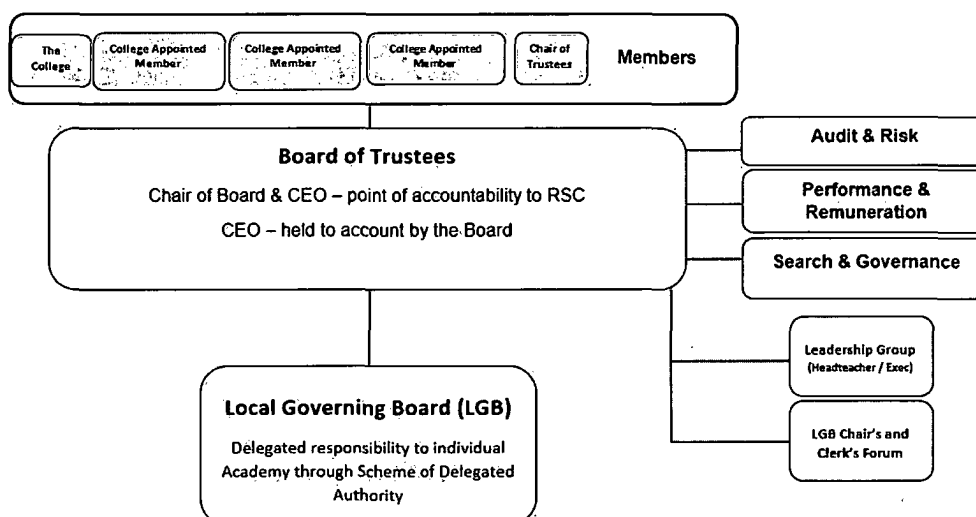 The
College
College Appointed
Member
College Appointed
Member
College Appointed
Member
Chair of
Trustees
Members
Board of Trustees
Chair of Board & CEO – point of accountability to RSC
CEO – held to account by the Board
Audit & Risk
Performance &
Remuneration
Search & Governance
Leadership Group
(Headteacher / Exec)
LGB Chair's and
Clerk's Forum
Local Governing Board (LGB)
Delegated responsibility to individual
Academy through Scheme of Delegated
Authority